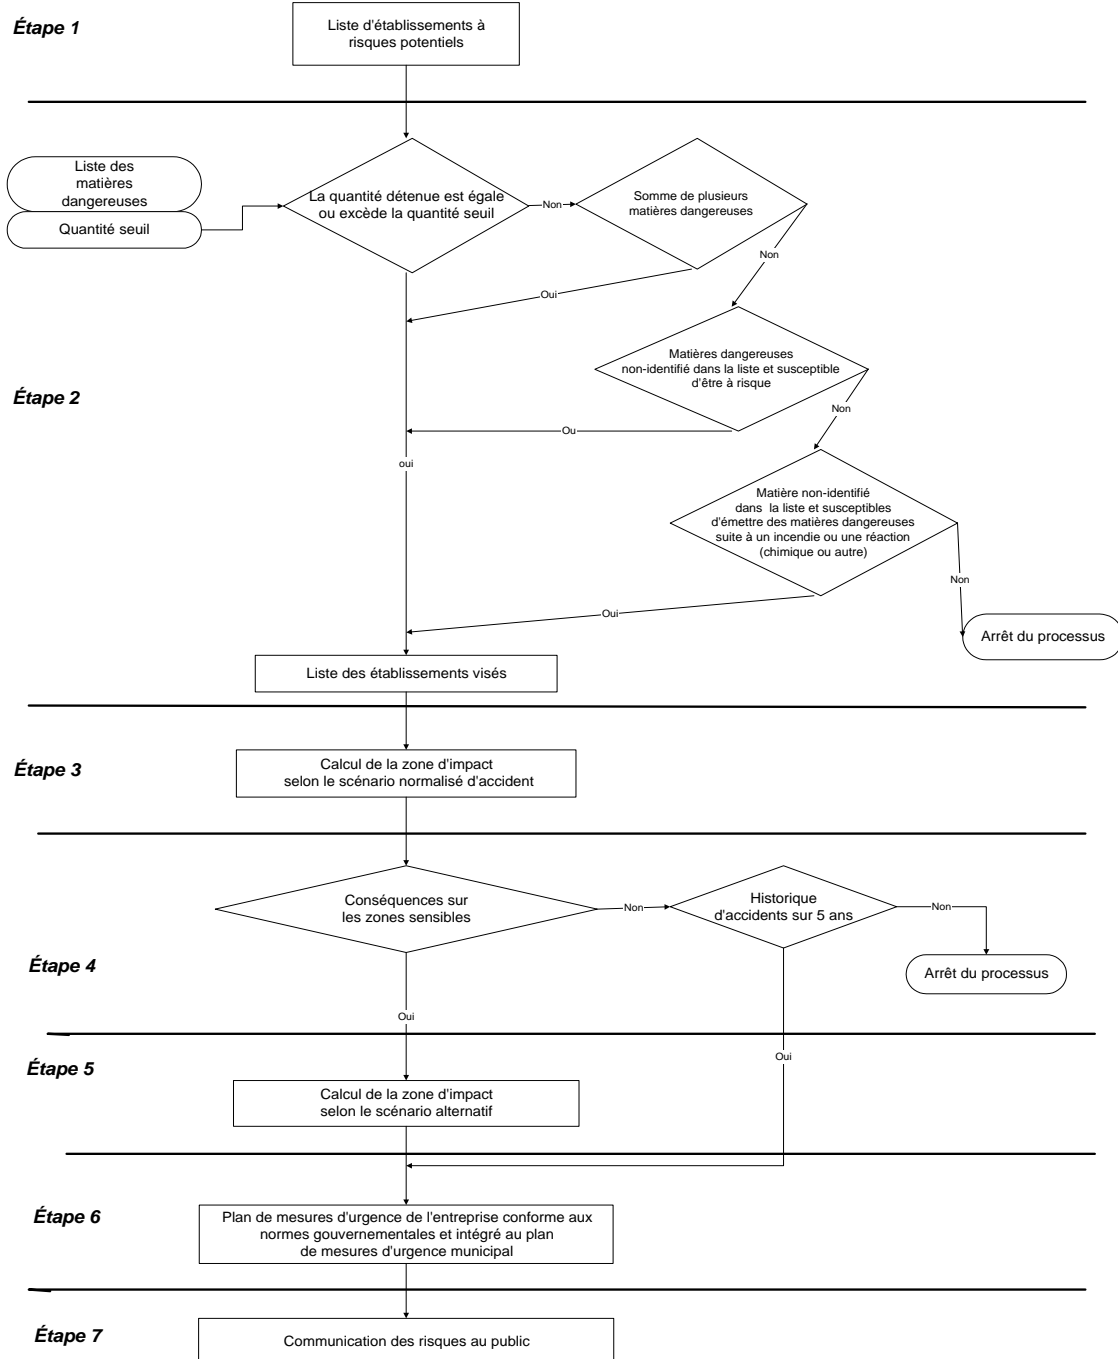 Étape 1
Liste d'établissements à
risques potentiels
Liste des
matières
dangereuses
Quantité seuil
La quantité détenue est égale
ou excède la quantité seuil
Non
Somme de plusieurs
matières dangereuses
Non
Oui
Matières dangereuses
non-identifié dans la liste et susceptible
d'être à risque
Étape 2
Non
Ou
oui
Matière non-identifié
dans la liste et susceptibles
d'émettre des matières dangereuses
suite à un incendie ou une réaction
(chimique ou autre)
Non
Oui
Arrêt du processus
Liste des établissements visés
Étape 3
Calcul de la zone d'impact
selon le scénario normalisé d'accident
Conséquences sur
les zones sensibles
Non
Historique
d'accidents sur 5 ans
Non
Étape 4
Arrêt du processus
Oui
Oui
Étape 5
Calcul de la zone d'impact
selon le scénario alternatif
Étape 6
Plan de mesures d'urgence de l'entreprise conforme aux
normes gouvernementales et intégré au plan
de mesures d'urgence municipal
Étape 7
Communication des risques au public